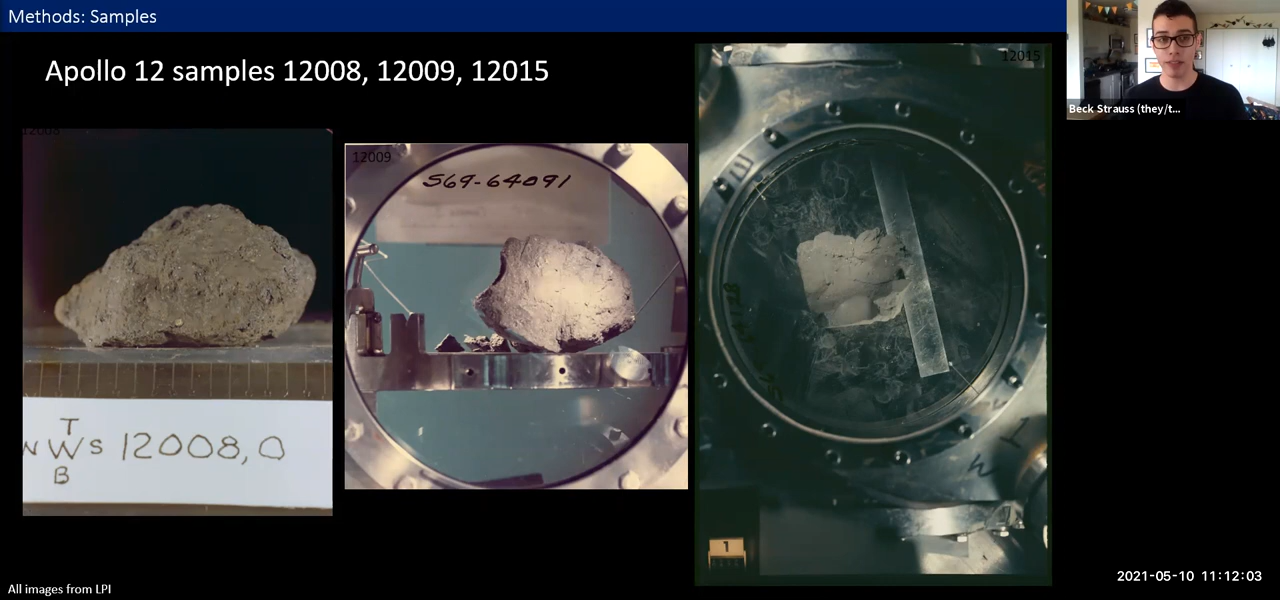 Methods: Samples
Apollo 12 samples 12008, 12009, 12015
12008
T
N W S 12008,0
B
12009
S69-64091
12015
1
Beck Strauss (they/t...
All images from LPI
2021-05-10 11:12:03